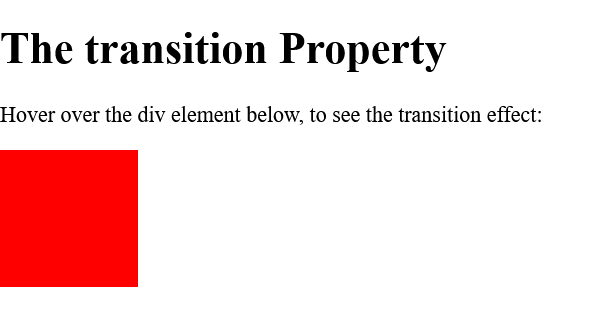 The transition Property
Hover over the div element below, to see the transition effect: